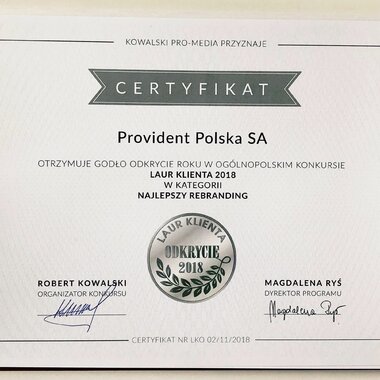 KOWALSKI PRO-MEDIA PRZYZNAJE
CERTYFIKAT
Provident Polska SA
OTRZYMUJE GODŁO ODKRYCIE ROKU W OGÓLNOPOLSKIM KONKURSIE
LAUR KLIENTA 2018
W KATEGORII
NAJLEPSZY REBRANDING
LAUR KLIENTA
ODKRYCIE
2018
ROBERT KOWALSKI
ORGANIZATOR KONKURSU
MAGDALENA RYŚ
DYREKTOR PROGRAMU
Magdalena Ryś
CERTYFIKAT NR LKO 02/11/2018